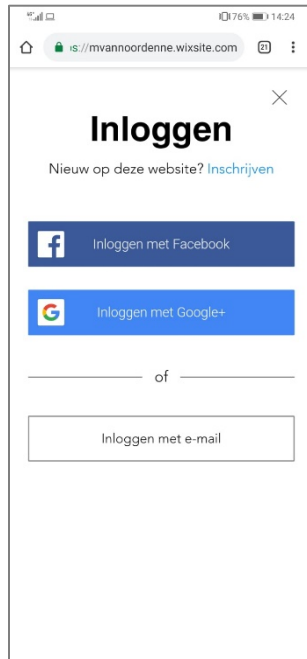 76% 14:24
s://mvannoordenne.wixsite.com 21
Inloggen
Nieuw op deze website? Inschrijven
Inloggen met Facebook
Inloggen met Google+
of
Inloggen met e-mail